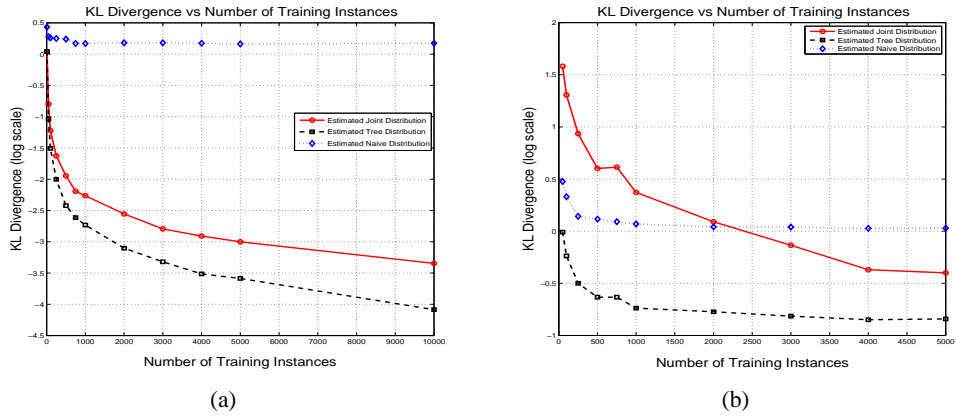 KL Divergence vs Number of Training Instances
0.5
0
-0.5
-1
-1.5
-2
-2.5
-3
-3.5
-4
-4.5
KL Divergence (log scale)
Estimated Joint Distribution
Estimated Tree Distribution
Estimated Naive Distribution
0 1000 2000 3000 4000 5000 6000 7000 8000 9000 10000
Number of Training Instances
(a)
KL Divergence vs Number of Training Instances
2
1.5
1
0.5
0
-0.5
-1
KL Divergence (log scale)
Estimated Joint Distribution
Estimated Tree Distribution
Estimated Naive Distribution
0 500 1000 1500 2000 2500 3000 3500 4000 4500 5000
Number of Training Instances
(b)